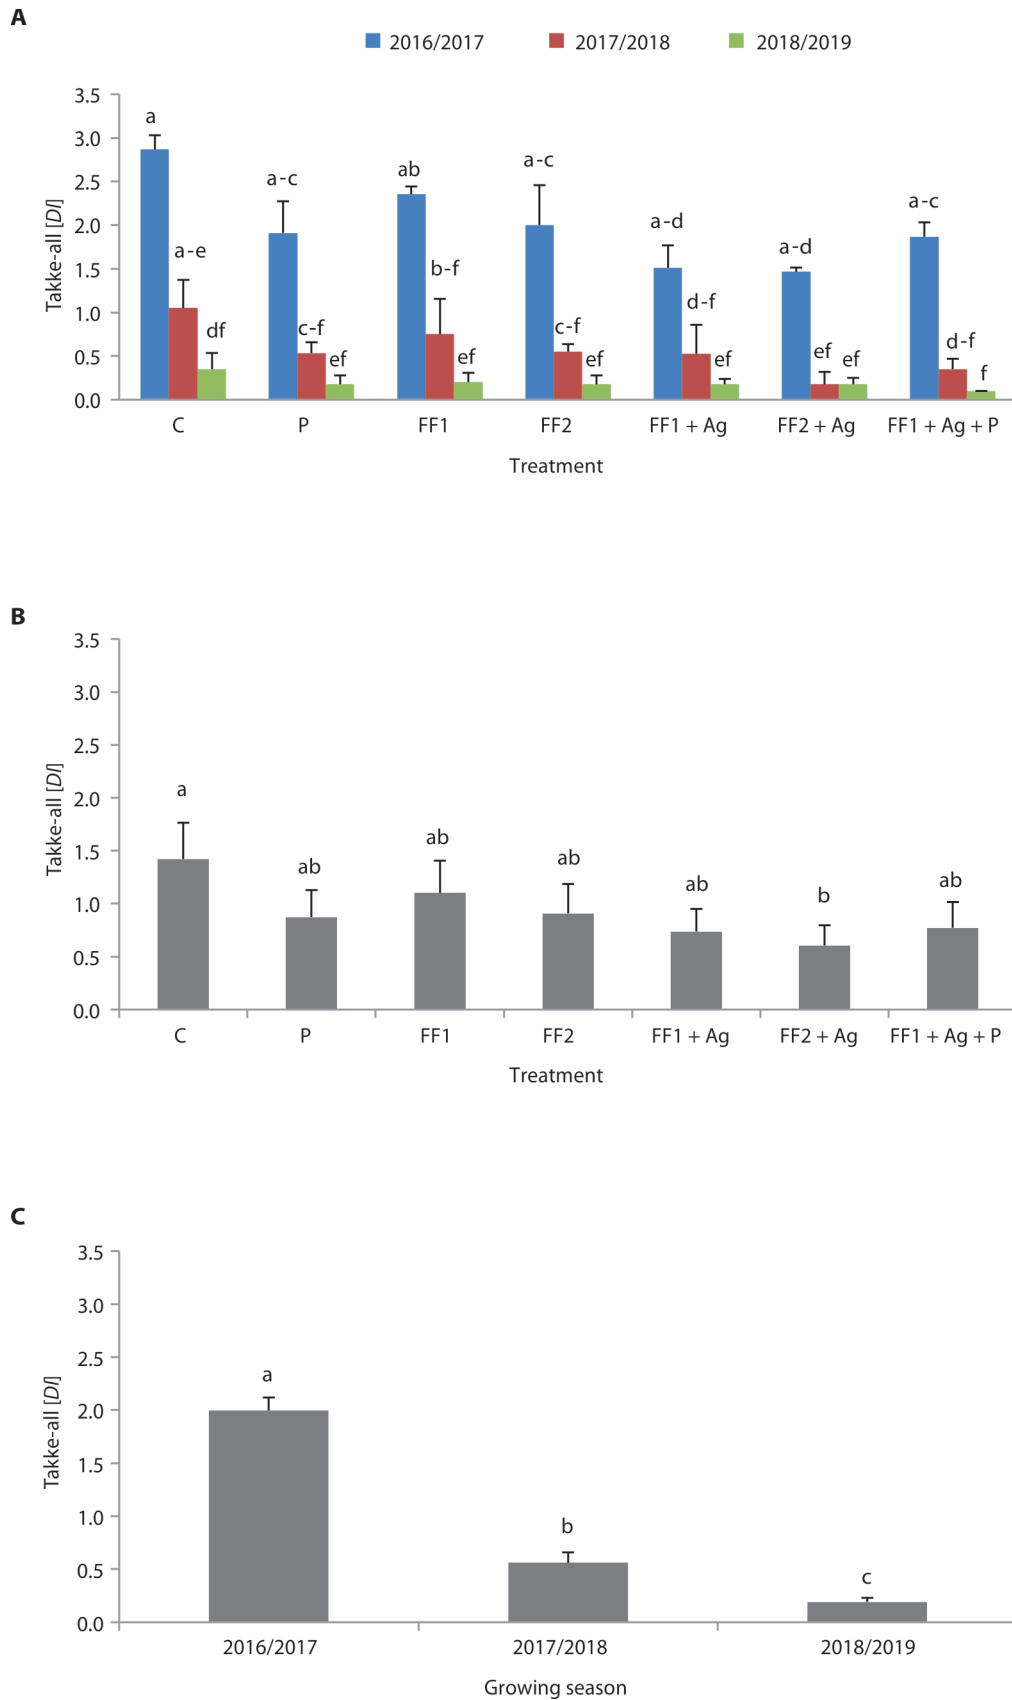 A
2016/2017 2017/2018 2018/2019
3.5
3.0
2.5
2.0
1.5
1.0
0.5
0.0
Takke-all [DI]
a
a-e
df
a-c
c-f
ef
ab
b-f
ef
a-c
c-f
ef
a-d
d-f
ef
a-d
ef
ef
a-c
d-f
f
C P FF1 FF2 FF1 + Ag FF2 + Ag FF1 + Ag + P
Treatment
B
3.5
3.0
2.5
2.0
1.5
1.0
0.5
0.0
Takke-all [DI]
a
ab
ab
ab
ab
b
ab
C P FF1 FF2 FF1 + Ag FF2 + Ag FF1 + Ag + P
Treatment
C
3.5
3.0
2.5
2.0
1.5
1.0
0.5
0.0
Takke-all [DI]
a
b
c
2016/2017 2017/2018 2018/2019
Growing season